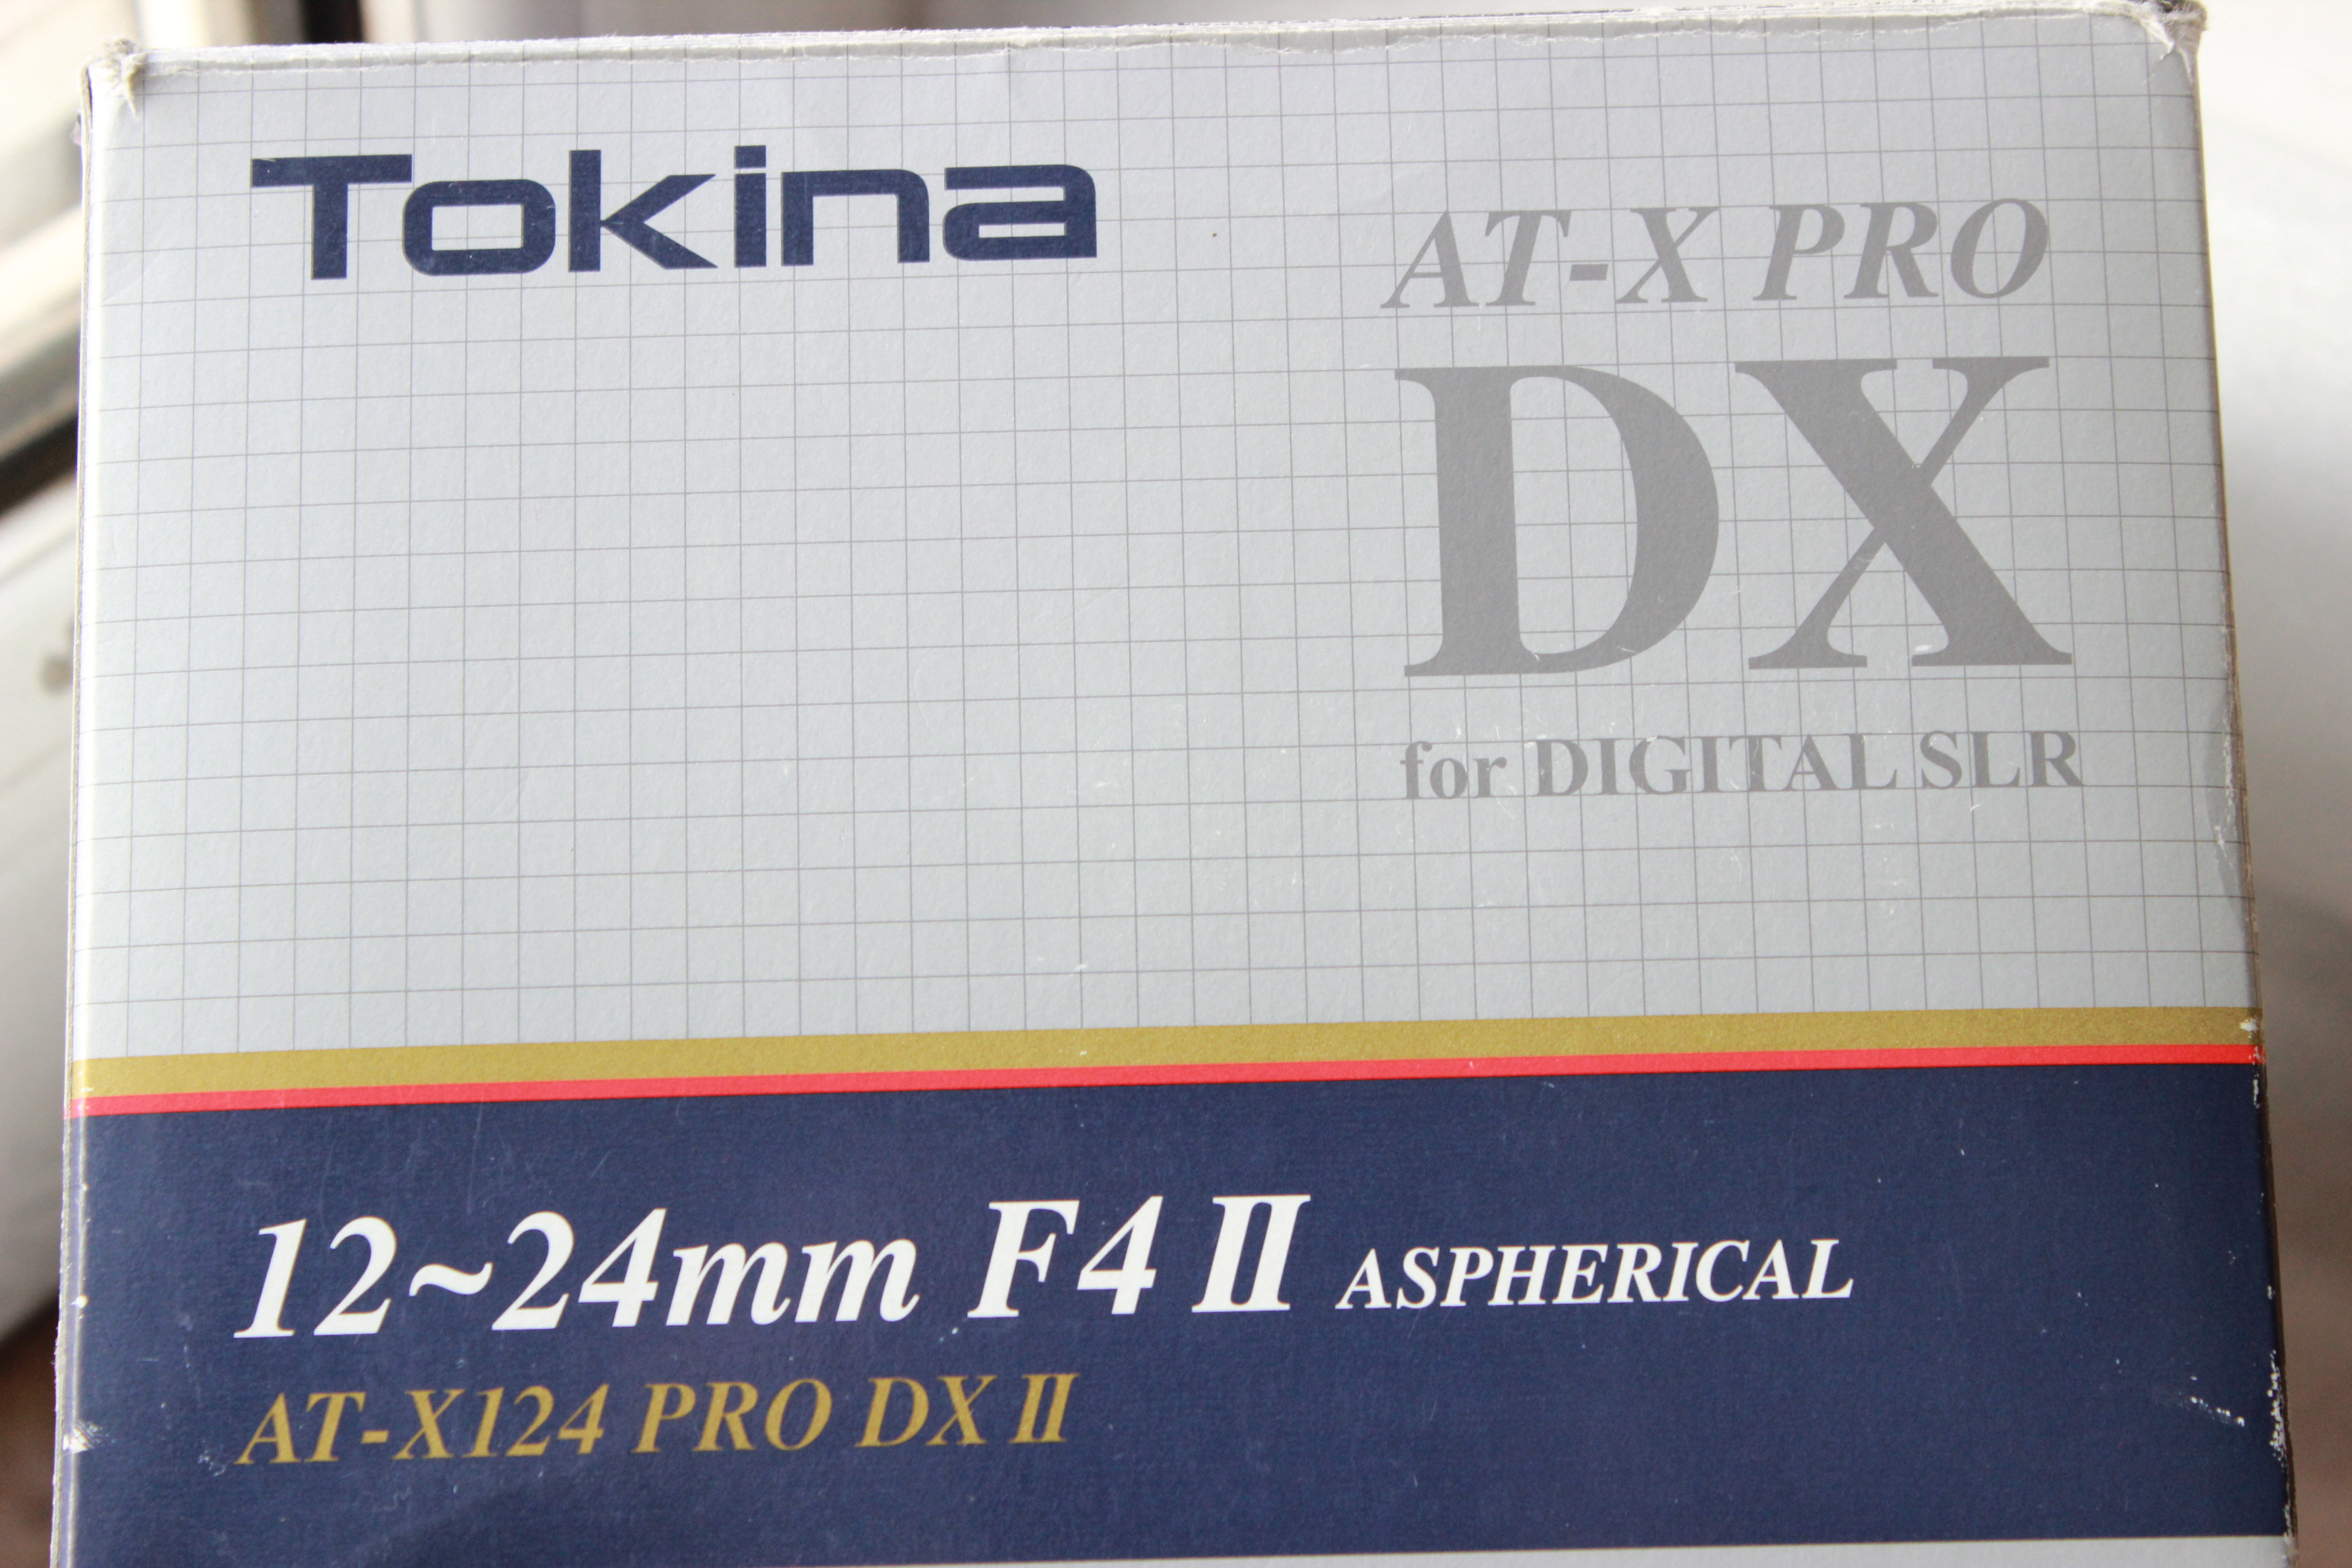 Tokina
AT-X PRO
DX
for DIGITAL SLR
12~24mm F4 II ASPHERICAL
AT-X124 PRO DX II